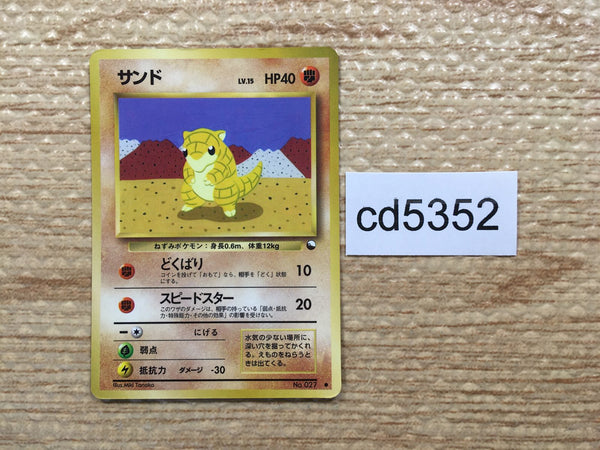 サンド LV.15 HP40
ねずみポケモン：身長0.6m、体重12kg
どくばり 10
コインを投げて「おもて」なら、相手を「どく」状態
にする。
スピードスター 20
このワザのダメージは、相手の持っている「弱点・抵抗
力・特殊能力・その他の効果」の影響を受けない。
にげる
弱点
抵抗力 ダメージ -30
水気の少ない場所に、
深い穴を掘ってかくれ
る。えものをねらうと
きは出てくる。
Illus.Miki Tanaka
No.027
cd5352